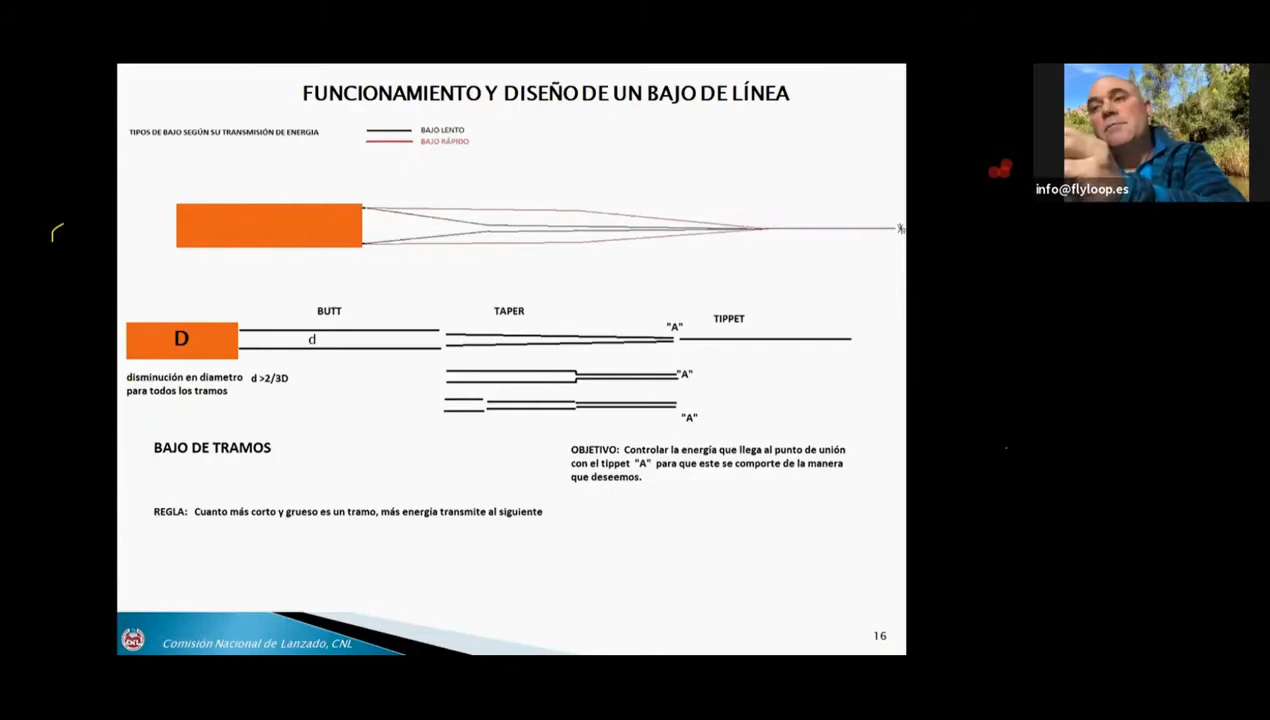 FUNCIONAMIENTO Y DISEÑO DE UN BAJO DE LÍNEA
TIPOS DE BAJO SEGÚN SU TRANSMISIÓN DE ENERGIA
BAJO LENTO
BAJO RÁPIDO
info@flyloop.es
BUTT
TAPER
TIPPET
"A"
D
d
disminución en diametro
para todos los tramos
d >2/3D
"A"
"A"
BAJO DE TRAMOS
OBJETIVO: Controlar la energía que llega al punto de unión
con el tippet "A" para que este se comporte de la manera
que deseemos.
REGLA: Cuanto más corto y grueso es un tramo, más energía transmite al siguiente
CNL
Comisión Nacional de Lanzado, CNL
16